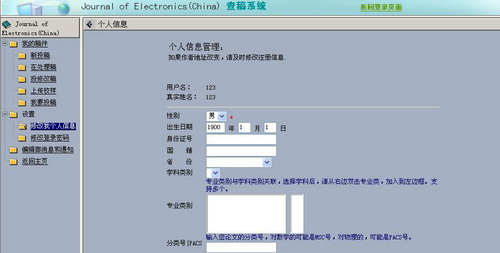 Journal of Electronics(China) 查稿系统
返回登录页面
Journal of
Electronics(China)
我的稿件
新投稿
在处理稿
投修改稿
上传校样
我要投稿
设置
修改我个人信息
修改登录密码
编辑部消息和通知
返回主页
个人信息
个人信息管理:
如果作者地址改变,请及时修改注册信息.
用户名: 123
真实姓名: 123
性别 男 *
出生日期 1900 年 1 月 1 日
身份证号
国 籍
省 份
学科类别
专业类别与学科类别关联,选择学科后,请从右边双击专业类,加入到左边框。支
持多个。
专业类别
输入您论文的分类号,对数学的可能是MSC号,对物理的,可能是PACS号。
分类号(PACS